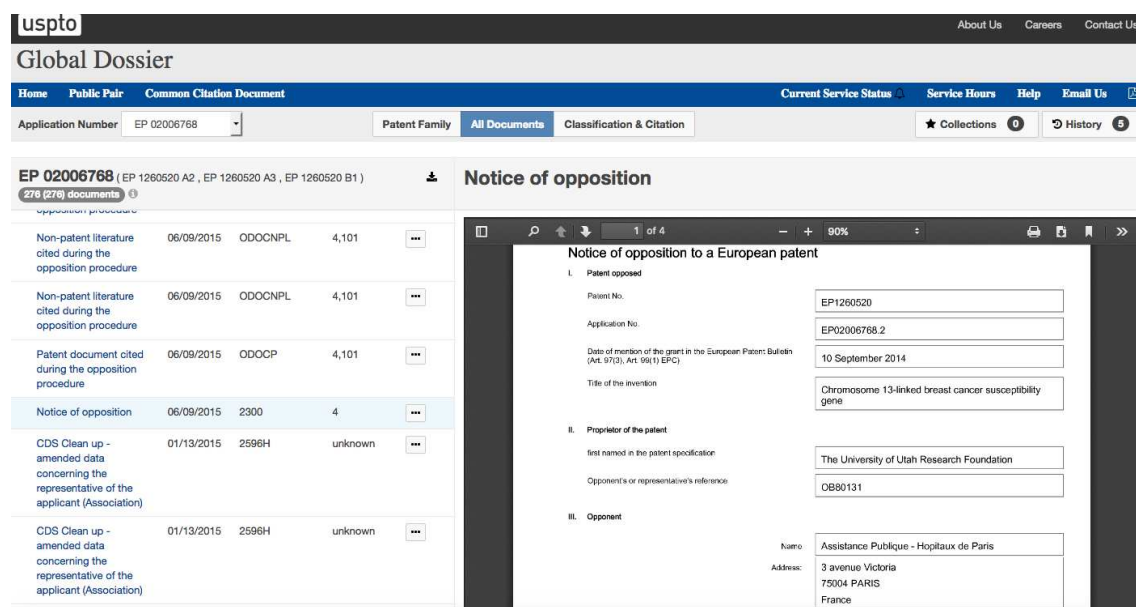 uspto
About Us Careers Contact Us
Global Dossier
Home Public Pair Common Citation Document Current Service Status Service Hours Help Email Us
Application Number EP 02006768 Patent Family All Documents Classification & Citation Collections 0 History 5
EP 02006768 ( EP 1260520 A2 , EP 1260520 A3 , EP 1260520 B1 )
276 (276) documents
opposition procedure
Non-patent literature cited during the opposition procedure 06/09/2015 ODOCNPL 4,101
Non-patent literature cited during the opposition procedure 06/09/2015 ODOCNPL 4,101
Patent document cited during the opposition procedure 06/09/2015 ODOCP 4,101
Notice of opposition 06/09/2015 2300 4
CDS Clean up - amended data concerning the representative of the applicant (Association) 01/13/2015 2596H unknown
CDS Clean up - amended data concerning the representative of the applicant (Association) 01/13/2015 2596H unknown
Notice of opposition
1 of 4 90%
Notice of opposition to a European patent
I. Patent opposed
Patent No. EP1260520
Application No. EP02006768.2
Date of mention of the grant in the European Patent Bulletin (Art. 97(3), Art. 99(1) EPC) 10 September 2014
Title of the invention Chromosome 13-linked breast cancer susceptibility gene
II. Proprietor of the patent
first named in the patent specification The University of Utah Research Foundation
Opponent's or representative's reference OB80131
III. Opponent
Name Assistance Publique - Hopitaux de Paris
Address: 3 avenue Victoria
75004 PARIS
France